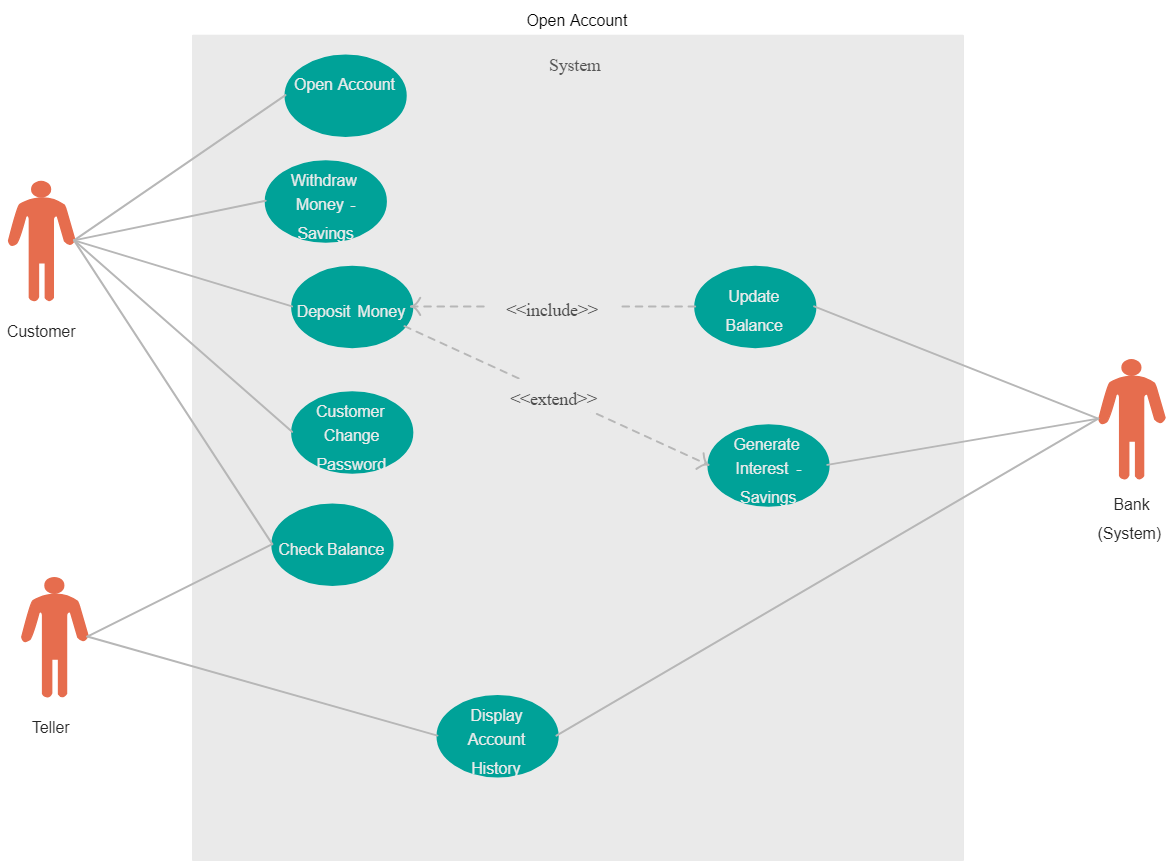 Open Account
System
Open Account
Withdraw
Money -
Savings
Deposit Money
<<include>>
Update
Balance
Customer
<<extend>>
Customer
Change
Password
Generate
Interest -
Savings
Bank
(System)
Check Balance
Teller
Display
Account
History